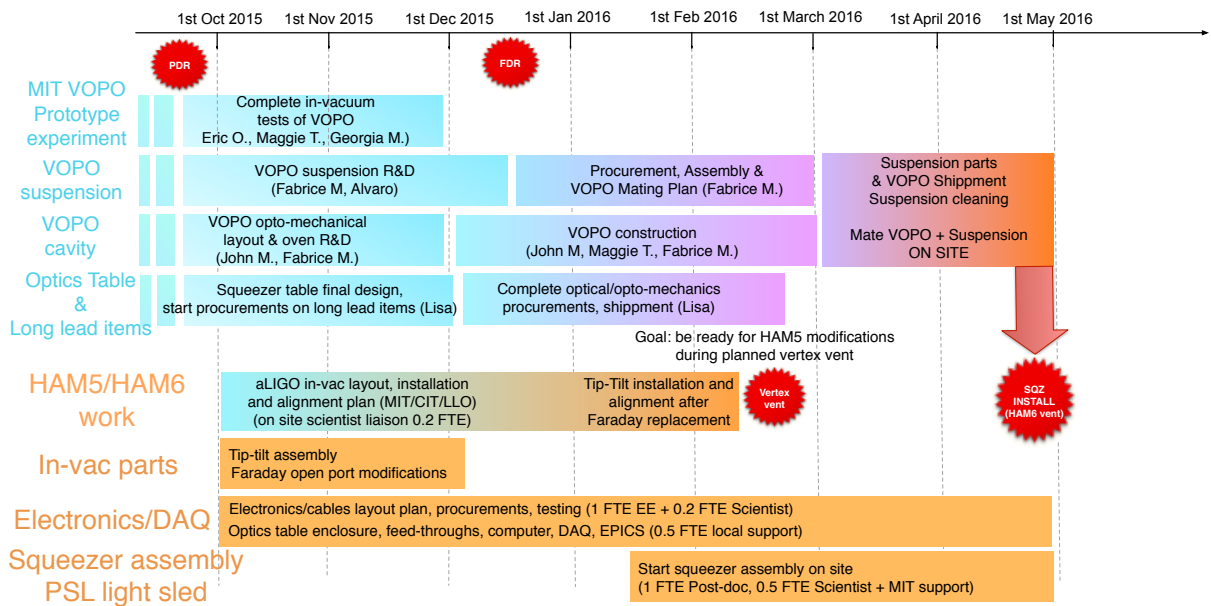 1st Oct 2015
1st Nov 2015
1st Dec 2015
1st Jan 2016
1st Feb 2016
1st March 2016
1st April 2016
1st May 2016
PDR
FDR
MIT VOPO
Prototype
experiment
Complete in-vacuum
tests of VOPO
Eric O., Maggie T., Georgia M.)
VOPO
suspension
VOPO suspension R&D
(Fabrice M, Alvaro)
Procurement, Assembly &
VOPO Mating Plan (Fabrice M.)
Suspension parts
& VOPO Shippment
Suspension cleaning
Mate VOPO + Suspension
ON SITE
VOPO
cavity
VOPO opto-mechanical
layout & oven R&D
(John M., Fabrice M.)
VOPO construction
(John M, Maggie T., Fabrice M.)
Optics Table
&
Long lead items
Squeezer table final design,
start procurements on long lead items (Lisa)
Complete optical/opto-mechanics
procurements, shippment (Lisa)
Goal: be ready for HAM5 modifications
during planned vertex vent
HAM5/HAM6
work
aLIGO in-vac layout, installation
and alignment plan (MIT/CIT/LLO)
(on site scientist liaison 0.2 FTE)
Tip-Tilt installation and
alignment after
Faraday replacement
Vertex
vent
SQZ
INSTALL
(HAM6 vent)
In-vac parts
Tip-tilt assembly
Faraday open port modifications
Electronics/DAQ
Electronics/cables layout plan, procurements, testing (1 FTE EE + 0.2 FTE Scientist)
Optics table enclosure, feed-throughs, computer, DAQ, EPICS (0.5 FTE local support)
Squeezer assembly
PSL light sled
Start squeezer assembly on site
(1 FTE Post-doc, 0.5 FTE Scientist + MIT support)